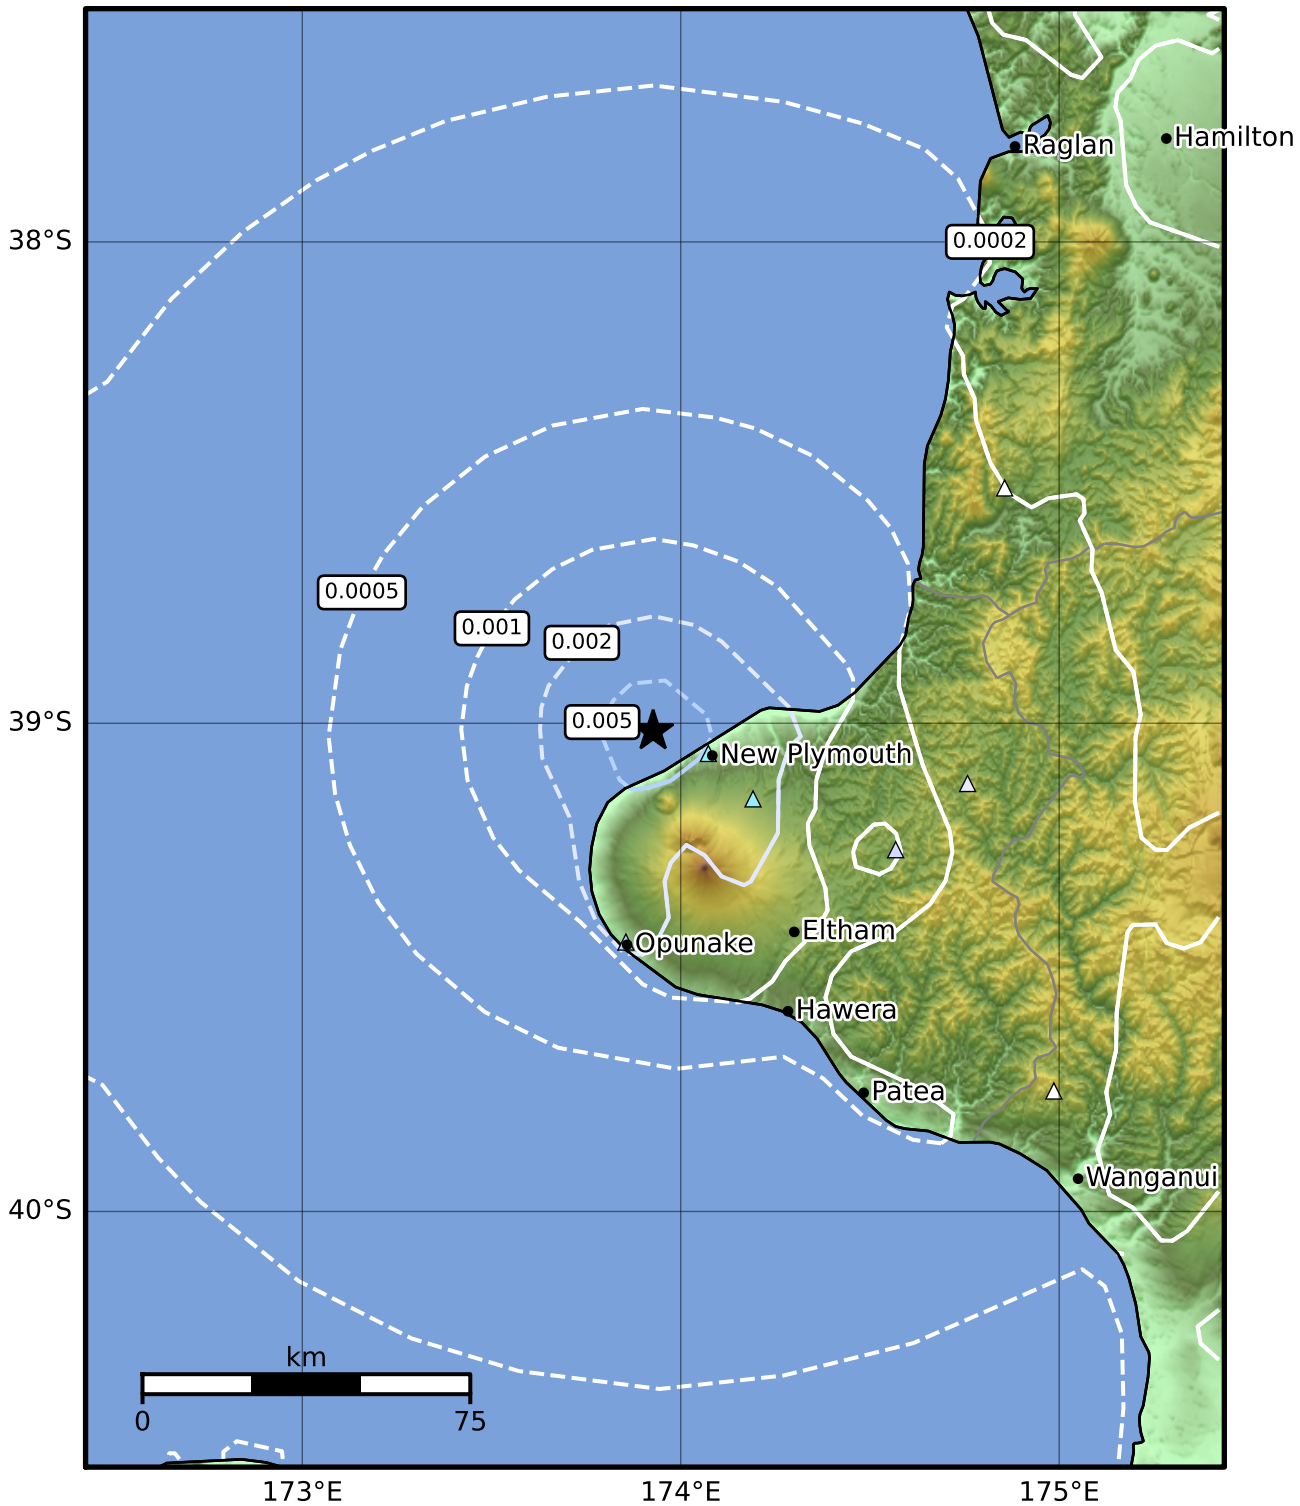 Hamilton
Raglan
38°S
0.0002
0.0005
0.001
0.002
39°S
0.005
New Plymouth
Eltham
Opunake
Hawera
Patea
Wanganui
40°S
km
0 75
173°E 174°E 175°E